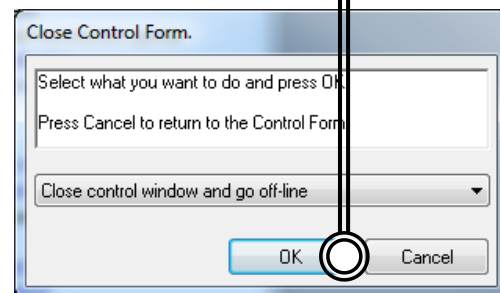 Close Control Form.
Select what you want to do and press OK
Press Cancel to return to the Control Form
Close control window and go off-line
OK
Cancel